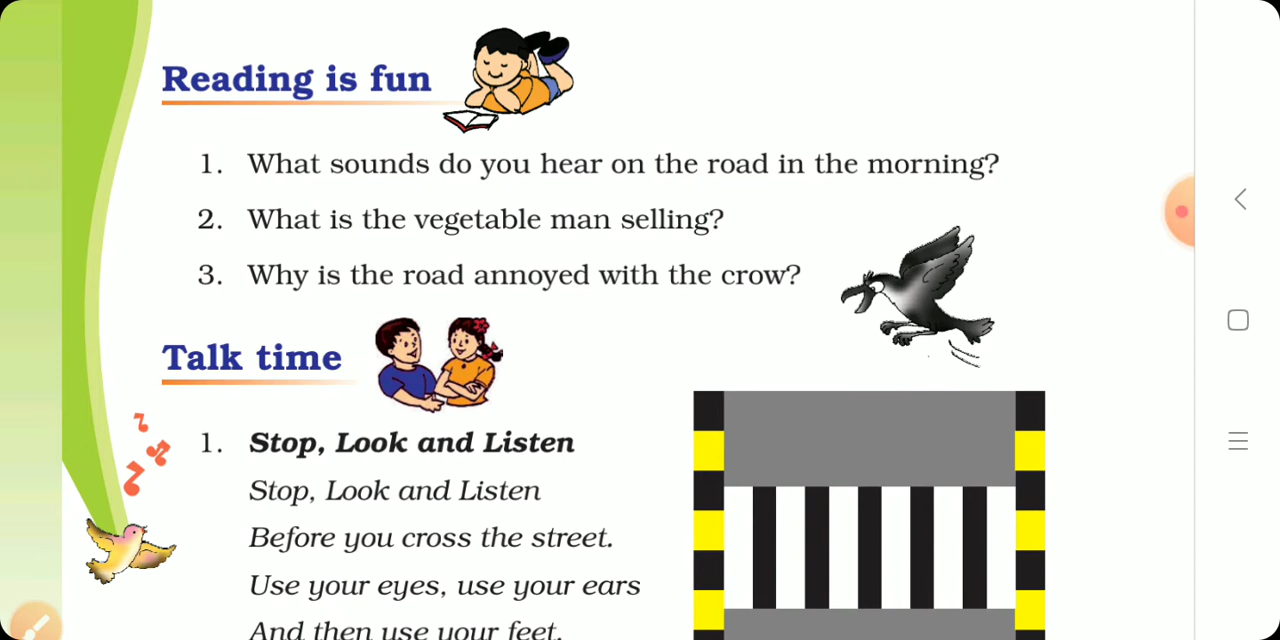 Reading is fun
1. What sounds do you hear on the road in the morning?
2. What is the vegetable man selling?
3. Why is the road annoyed with the crow?
Talk time
1. Stop, Look and Listen
Stop, Look and Listen
Before you cross the street.
Use your eyes, use your ears
And then use your feet.